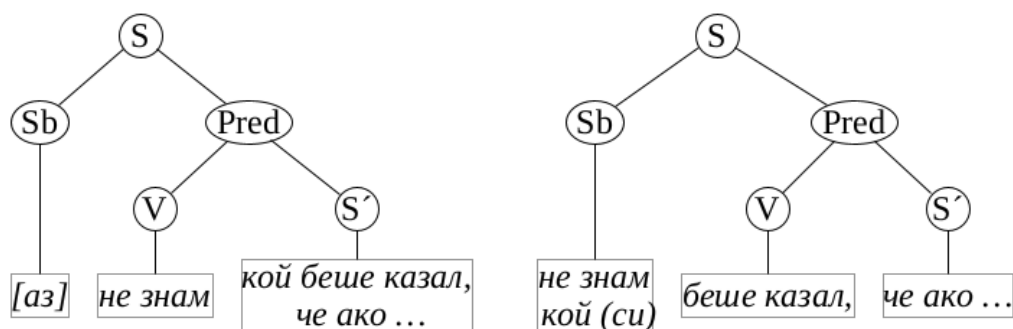 S
Sb Pred
V S´
[аз] не знам кой беше казал,
че ако …
S
Sb Pred
V S´
не знам
кой (си) беше казал, че ако …